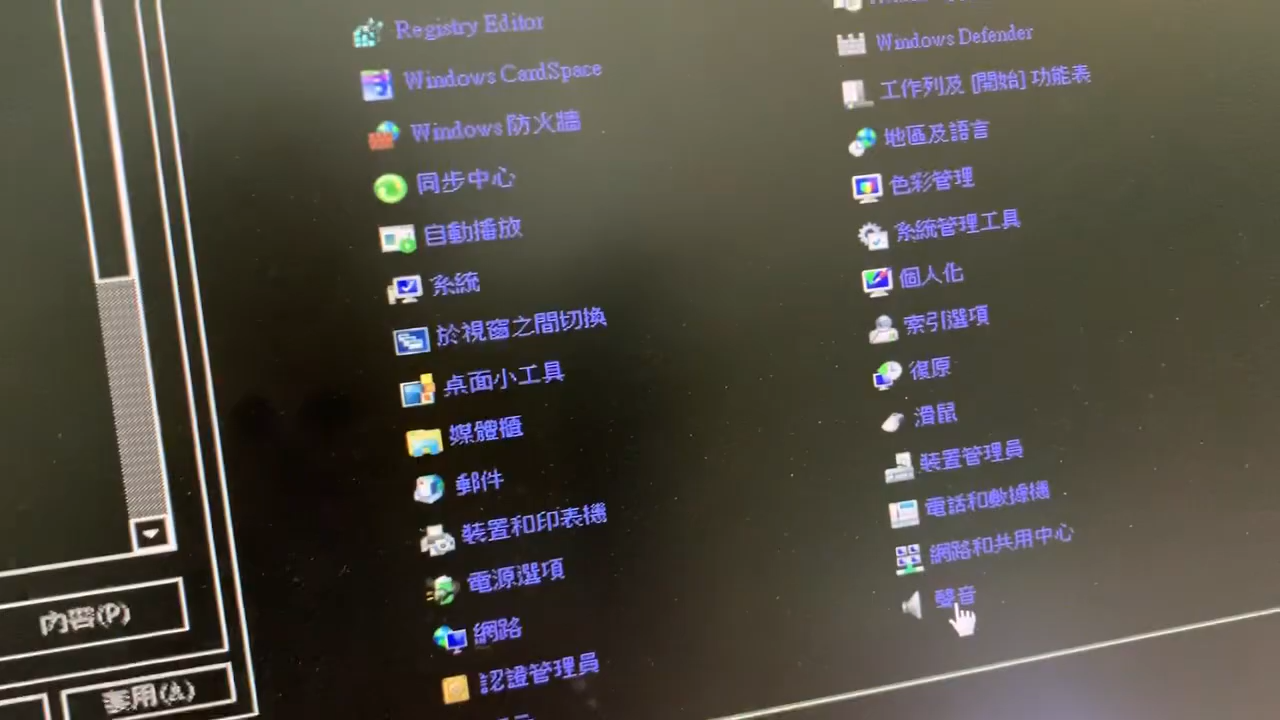 Registry Editor
Windows CardSpace
Windows 防火牆
同步中心
自動播放
系統
於視窗之間切換
桌面小工具
媒體櫃
郵件
裝置和印表機
電源選項
網路
認證管理員
Windows Defender
工作列及 [開始] 功能表
地區及語言
色彩管理
系統管理工具
個人化
索引選項
復原
滑鼠
裝置管理員
電話和數據機
網路和共用中心
聲音
內容(P)
套用(A)